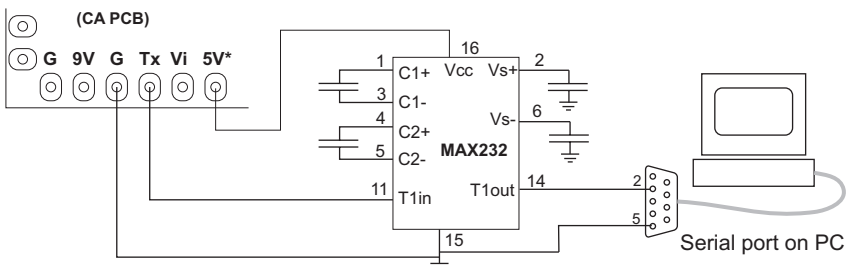 (CA PCB)
G 9V G Tx Vi 5V*
16
1 C1+ Vcc Vs+ 2
3 C1-
4 C2+ Vs- 6
5 C2- MAX232
11 T1in T1out 14
2
15
5
Serial port on PC